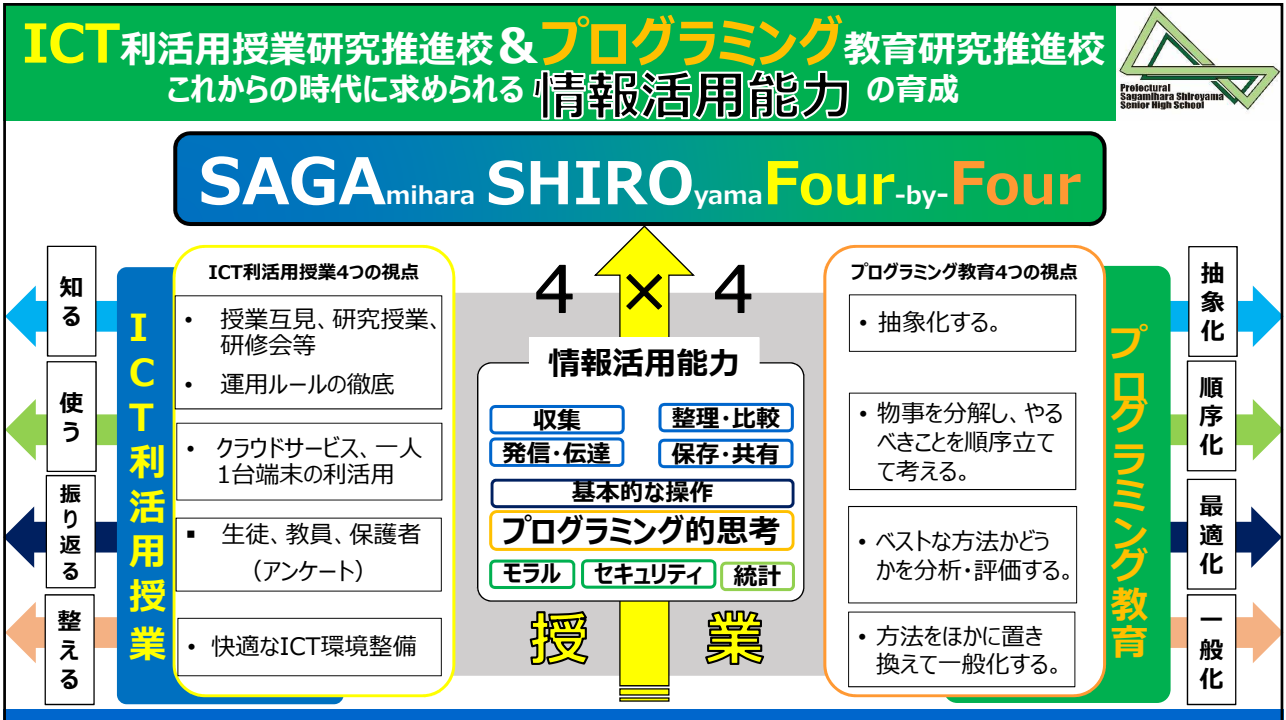 ICT利活用授業研究推進校&プログラミング教育研究推進校
これからの時代に求められる 情報活用能力 の育成
Prefectural
Sagamihara Shiroyama
Senior High School
SAGAmihara SHIROyama Four-by-Four
知る
使う
振り返る
整える
ICT利活用授業
ICT利活用授業4つの視点
• 授業互見、研究授業、
研修会等
• 運用ルールの徹底
• クラウドサービス、一人
1台端末の利活用
▪ 生徒、教員、保護者
（アンケート）
• 快適なICT環境整備
4 × 4
情報活用能力
収集 整理・比較
発信・伝達 保存・共有
基本的な操作
プログラミング的思考
モラル セキュリティ 統計
授 業
プログラミング教育4つの視点
• 抽象化する。
• 物事を分解し、やる
べきことを順序立て
て考える。
• ベストな方法かどう
かを分析・評価する。
• 方法をほかに置き
換えて一般化する。
プログラミング教育
抽象化
順序化
最適化
一般化